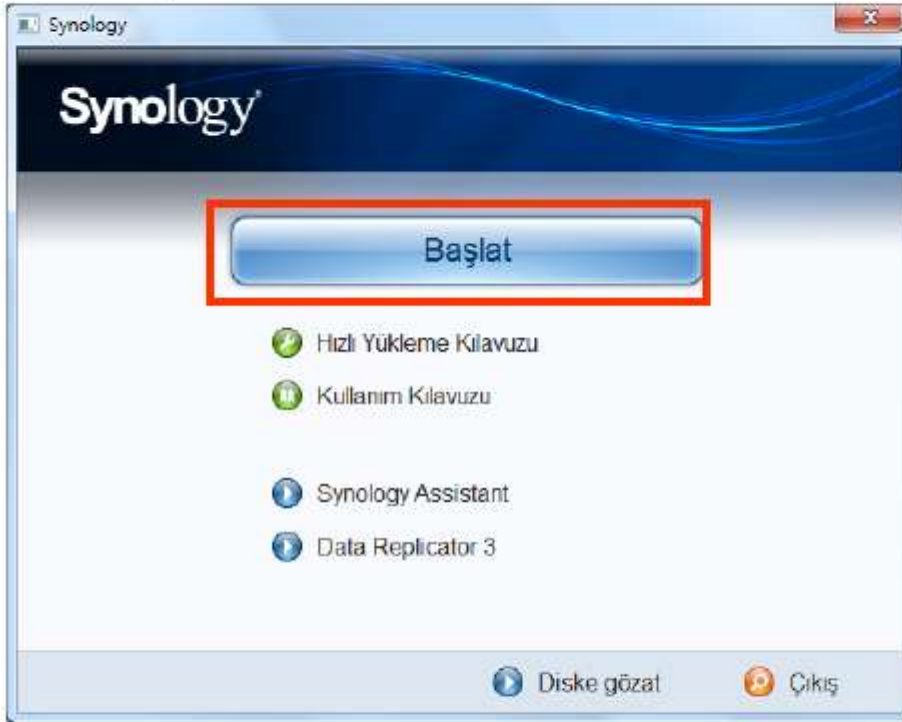 Synology
Synology
Başlat
Hızlı Yükleme Kılavuzu
Kullanım Kılavuzu
Synology Assistant
Data Replicator 3
Diske gözat
Çıkış